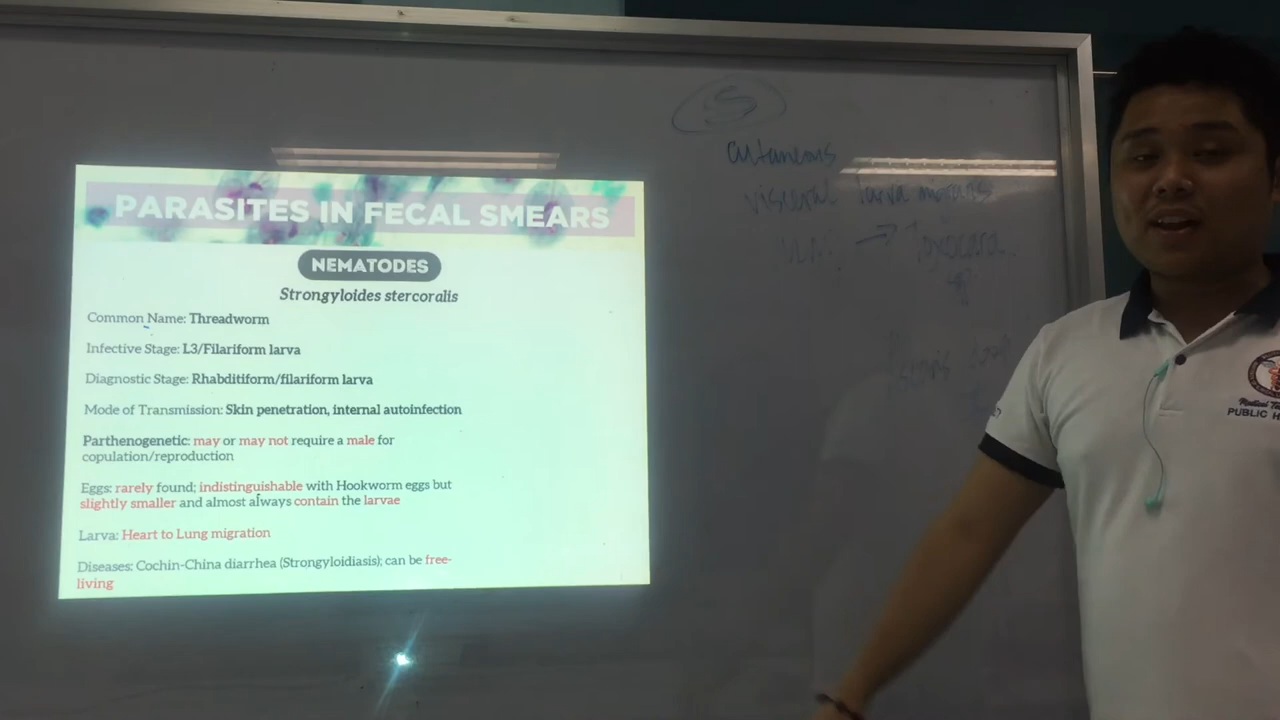 PARASITES IN FECAL SMEARS
NEMATODES
Strongyloides stercoralis
Common Name: Threadworm
Infective Stage: L3/Filariform larva
Diagnostic Stage: Rhabditiform/filariform larva
Mode of Transmission: Skin penetration, internal autoinfection
Parthenogenetic: may or may not require a male for
copulation/reproduction
Eggs: rarely found; indistinguishable with Hookworm eggs but
slightly smaller and almost always contain the larvae
Larva: Heart to Lung migration
Diseases: Cochin-China diarrhea (Strongyloidiasis); can be free-
living
S
cutaneous
visceral larva migrans
Toxocara
PUBLIC